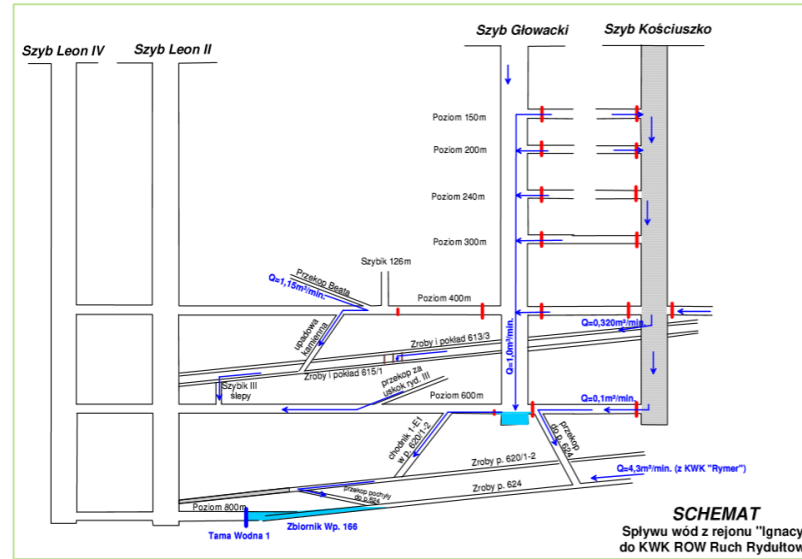 Szyb Głowacki
Szyb Kościuszko
Szyb Leon IV
Szyb Leon II
Poziom 150m
Poziom 200m
Poziom 240m
Poziom 300m
Szybik 126m
Przekop Beata
Q=1,15m³/min.
Poziom 400m
upadowa
kamienna
Q=1,0m³/min.
Q=0,320m³/min.
Zroby i pokład 613/3
Zroby i pokład 615/1
Szybik III
ślepy
przekop za
uskok ryd. III
Poziom 600m
Q=0,1m³/min.
chodnik 1-E1
w p. 620/1-2
przekop
do p. 624
Zroby p. 620/1-2
Q=4,3m³/min. (z KWK "Rymer")
przekop pochyły
do p.624
Zroby p. 624
Poziom 800m
Zbiornik Wp. 166
Tama Wodna 1
SCHEMAT
Spływu wód z rejonu "Ignacy
do KWK ROW Ruch Rydułtow